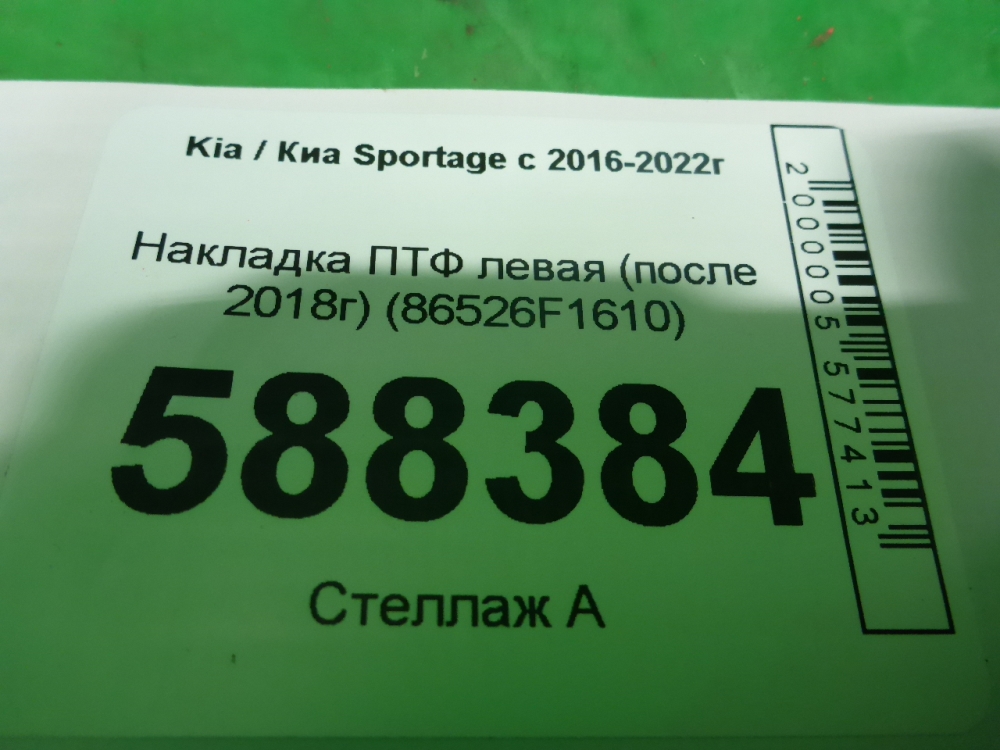 Kia / Киа Sportage с 2016-2022г
Накладка ПТФ левая (после
2018г) (86526F1610)
588384
Стеллаж А
2000005577413